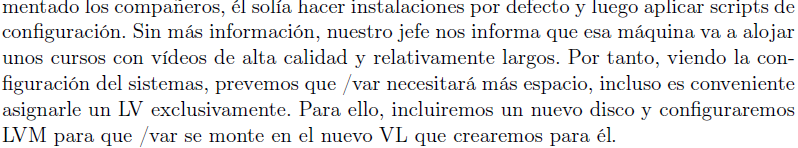 mentado los compañeros, él solía hacer instalaciones por defecto y luego aplicar scripts de
configuración. Sin más información, nuestro jefe nos informa que esa máquina va a alojar
unos cursos con vídeos de alta calidad y relativamente largos. Por tanto, viendo la con-
figuración del sistemas, prevemos que /var necesitará más espacio, incluso es conveniente
asignarle un LV exclusivamente. Para ello, incluiremos un nuevo disco y configuraremos
LVM para que /var se monte en el nuevo VL que crearemos para él.